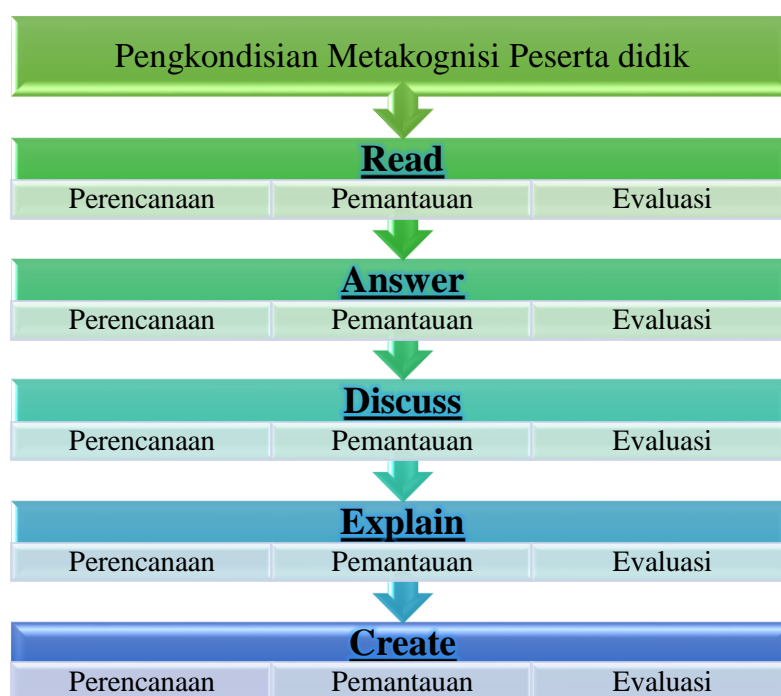 Pengkondisian Metakognisi Peserta didik
Read
Perencanaan Pemantauan Evaluasi
Answer
Perencanaan Pemantauan Evaluasi
Discuss
Perencanaan Pemantauan Evaluasi
Explain
Perencanaan Pemantauan Evaluasi
Create
Perencanaan Pemantauan Evaluasi